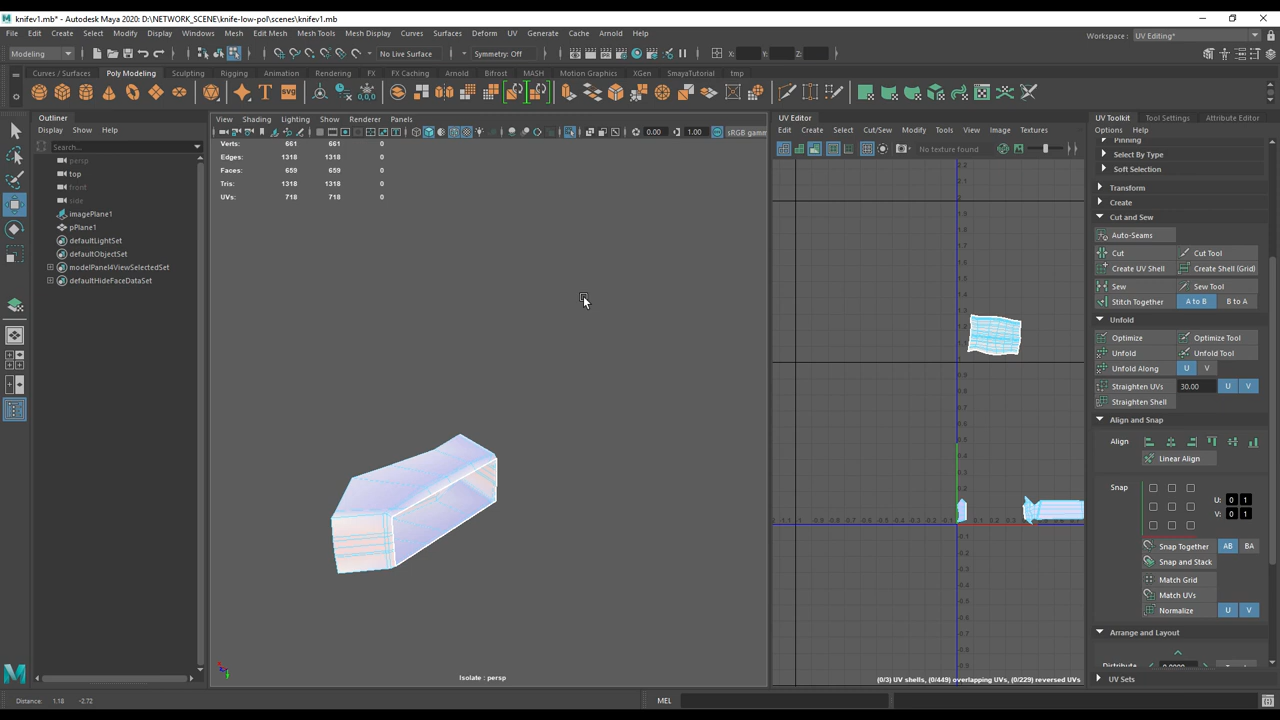 knifev1.mb* - Autodesk Maya 2020: D:\NETWORK_SCENE\knife-low-pol\scenes\knifev1.mb
File Edit Create Select Modify Display Windows Mesh Edit Mesh Mesh Tools Mesh Display Curves Surfaces Deform UV Generate Cache Arnold Help
Workspace : UV Editing*
Modeling No Live Surface Symmetry: Off X: Y: Z:
Curves / Surfaces Poly Modeling Sculpting Rigging Animation Rendering FX FX Caching Arnold Bifrost MASH Motion Graphics XGen SmayaTutorial tmp
Outliner
Display Show Help
Search...
persp
top
front
side
imagePlane1
pPlane1
defaultLightSet
defaultObjectSet
modelPanel4ViewSelectedSet
defaultHideFaceDataSet
View Shading Lighting Show Renderer Panels
0.00 1.00 sRGB gamm
Verts: 661 661 0
Edges: 1318 1318 0
Faces: 659 659 0
Tris: 1318 1318 0
UVs: 718 718 0
Isolate : persp
UV Editor
Edit Create Select Cut/Sew Modify Tools View Image Textures
No texture found
(0/3) UV shells, (0/449) overlapping UVs, (0/229) reversed UVs
UV Toolkit Tool Settings Attribute Editor
Options Help
Pinning
Select By Type
Soft Selection
Transform
Create
Cut and Sew
Auto-Seams
Cut Cut Tool
Create UV Shell Create Shell (Grid)
Sew Sew Tool
Stitch Together A to B B to A
Unfold
Optimize Optimize Tool
Unfold Unfold Tool
Unfold Along U V
Straighten UVs 30.00 U V
Straighten Shell
Align and Snap
Align
Linear Align
Snap U: 0 1
V: 0 1
Snap Together AB BA
Snap and Stack
Match Grid
Match UVs
Normalize U V
Arrange and Layout
UV Sets
Distance: 1.18 -2.72
MEL